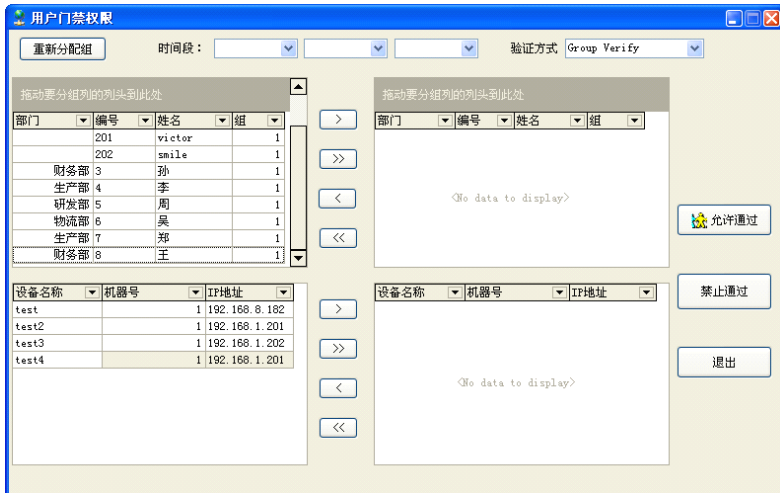 用户门禁权限
重新分配组 时间段： 验证方式 Group Verify
拖动要分组列的列头到此处 拖动要分组列的列头到此处
部门 编号 姓名 组 > 部门 编号 姓名 组
201 victor 1
202 smile 1 >>
财务部 3 孙 1
生产部 4 李 1
研发部 5 周 1 < <No data to display>
物流部 6 吴 1 允许通过
生产部 7 郑 1 <<
财务部 8 王 1
设备名称 机器号 IP地址 设备名称 机器号 IP地址 禁止通过
test 1 192.168.8.182 >
test2 1 192.168.1.201
test3 1 192.168.1.202 >>
test4 1 192.168.1.201 退出
< <No data to display>
<<